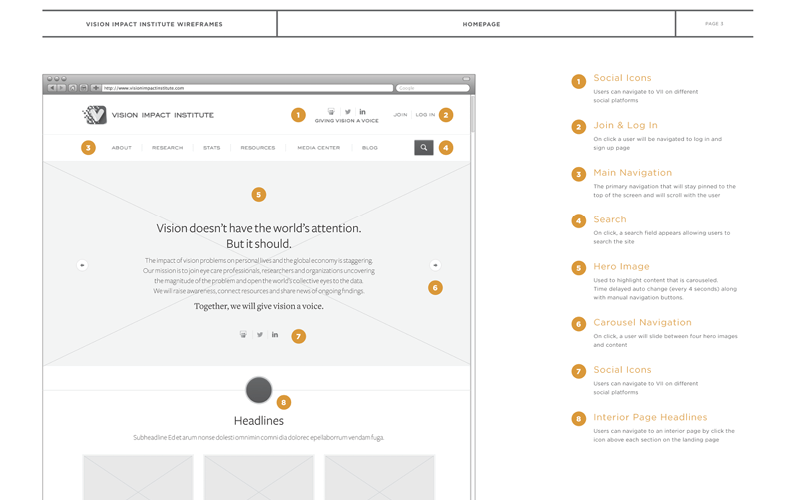 VISION IMPACT INSTITUTE WIREFRAMES
HOMEPAGE
PAGE 3
http://www.visionimpactinstitute.com
Google
VISION IMPACT INSTITUTE
1
GIVING VISION A VOICE
JOIN
LOG IN
2
3
ABOUT
RESEARCH
STATS
RESOURCES
MEDIA CENTER
BLOG
4
5
Vision doesn't have the world's attention.
But it should.
The impact of vision problems on personal lives and the global economy is staggering.
Our mission is to join eye care professionals, researchers and organizations uncovering
the magnitude of the problem and open the world's collective eyes to the data.
We will raise awareness, connect resources and share news of ongoing findings.
Together, we will give vision a voice.
6
7
8
Headlines
Subheadline Ed et arum nonse dolesti omnimin comni dia dolorec epellaborum vendam fuga.
1 Social Icons
Users can navigate to VII on different
social platforms
2 Join & Log In
On click a user will be navigated to log in and
sign up page
3 Main Navigation
The primary navigation that will stay pinned to the
top of the screen and will scroll with the user
4 Search
On click, a search field appears allowing users to
search the site
5 Hero Image
Used to highlight content that is carouseled.
Time delayed auto change (every 4 seconds) along
with manual navigation buttons.
6 Carousel Navigation
On click, a user will slide between four hero images
and content
7 Social Icons
Users can navigate to VII on different
social platforms
8 Interior Page Headlines
Users can navigate to an interior page by click the
icon above each section on the landing page